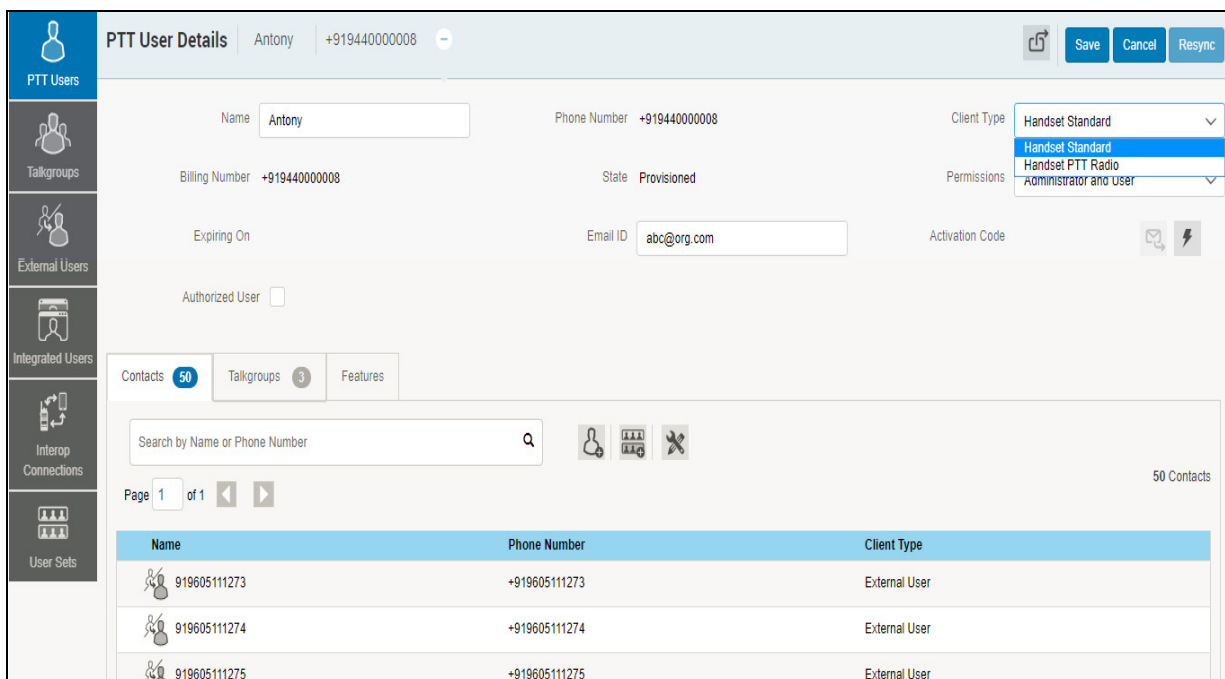 PTT Users
Talkgroups
External Users
Integrated Users
Interop
Connections
User Sets
PTT User Details Antony +919440000008
Save Cancel Resync
Name Antony Phone Number +919440000008 Client Type Handset Standard
Handset Standard
Handset PTT Radio
Billing Number +919440000008 State Provisioned Permissions Administrator and User
Expiring On Email ID abc@org.com Activation Code
Authorized User
Contacts 50 Talkgroups 3 Features
Search by Name or Phone Number
50 Contacts
Page 1 of 1
Name Phone Number Client Type
919605111273 +919605111273 External User
919605111274 +919605111274 External User
919605111275 +919605111275 External User